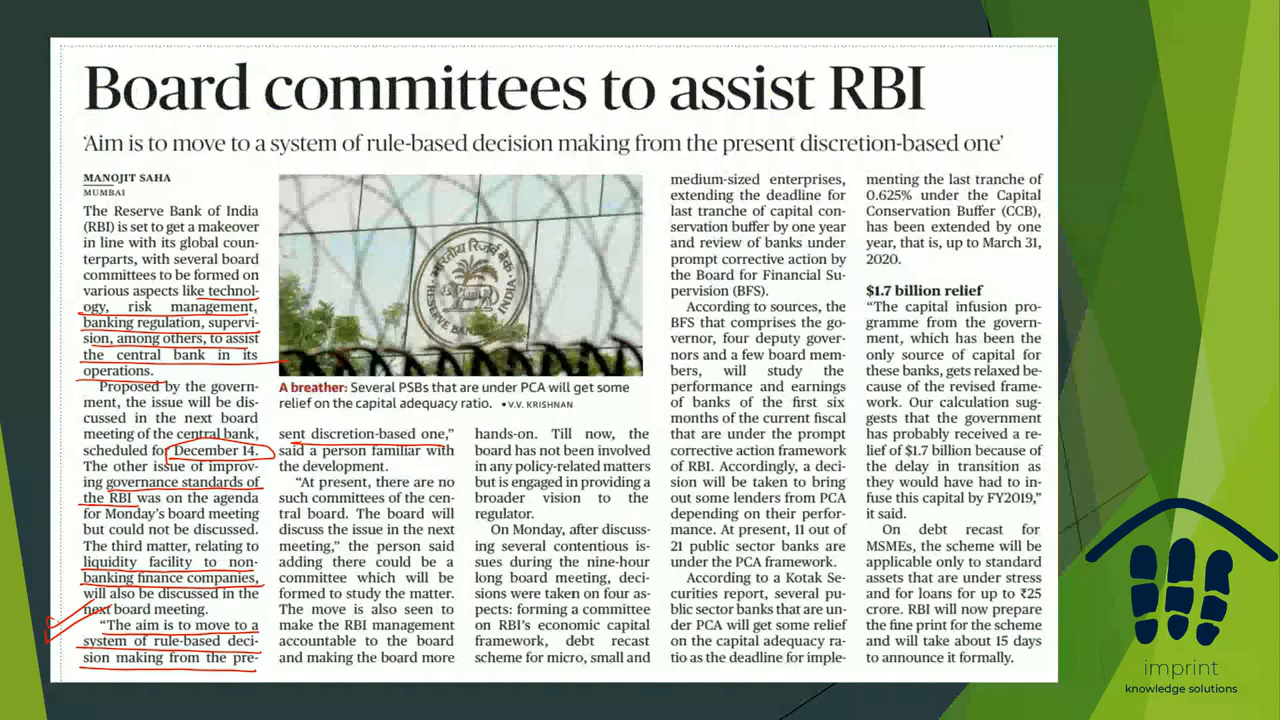 Board committees to assist RBI
‘Aim is to move to a system of rule-based decision making from the present discretion-based one’
MANOJIT SAHA
MUMBAI
The Reserve Bank of India
(RBI) is set to get a makeover
in line with its global coun-
terparts, with several board
committees to be formed on
various aspects like technol-
ogy, risk management,
banking regulation, supervi-
sion, among others, to assist
the central bank in its
operations.
Proposed by the govern-
ment, the issue will be dis-
cussed in the next board
meeting of the central bank,
scheduled for December 14.
The other issue of improv-
ing governance standards of
the RBI was on the agenda
for Monday’s board meeting
but could not be discussed.
The third matter, relating to
liquidity facility to non-
banking finance companies,
will also be discussed in the
next board meeting.
“The aim is to move to a
system of rule-based deci-
sion making from the pre-
भारतीय रिज़र्व बैंक
RESERVE BANK OF INDIA
A breather: Several PSBs that are under PCA will get some
relief on the capital adequacy ratio. • V.V. KRISHNAN
sent discretion-based one,”
said a person familiar with
the development.
“At present, there are no
such committees of the cen-
tral board. The board will
discuss the issue in the next
meeting,” the person said
adding there could be a
committee which will be
formed to study the matter.
The move is also seen to
make the RBI management
accountable to the board
and making the board more
hands-on. Till now, the
board has not been involved
in any policy-related matters
but is engaged in providing a
broader vision to the
regulator.
On Monday, after discuss-
ing several contentious is-
sues during the nine-hour
long board meeting, deci-
sions were taken on four as-
pects: forming a committee
on RBI’s economic capital
framework, debt recast
scheme for micro, small and
medium-sized enterprises,
extending the deadline for
last tranche of capital con-
servation buffer by one year
and review of banks under
prompt corrective action by
the Board for Financial Su-
pervision (BFS).
According to sources, the
BFS that comprises the go-
vernor, four deputy gover-
nors and a few board mem-
bers, will study the
performance and earnings
of banks of the first six
months of the current fiscal
that are under the prompt
corrective action framework
of RBI. Accordingly, a deci-
sion will be taken to bring
out some lenders from PCA
depending on their perfor-
mance. At present, 11 out of
21 public sector banks are
under the PCA framework.
According to a Kotak Se-
curities report, several pu-
blic sector banks that are un-
der PCA will get some relief
on the capital adequacy ra-
tio as the deadline for imple-
menting the last tranche of
0.625% under the Capital
Conservation Buffer (CCB),
has been extended by one
year, that is, up to March 31,
2020.
$1.7 billion relief
“The capital infusion pro-
gramme from the govern-
ment, which has been the
only source of capital for
these banks, gets relaxed be-
cause of the revised frame-
work. Our calculation sug-
gests that the government
has probably received a re-
lief of $1.7 billion because of
the delay in transition as
they would have had to in-
fuse this capital by FY2019,”
it said.
On debt recast for
MSMEs, the scheme will be
applicable only to standard
assets that are under stress
and for loans for up to ₹25
crore. RBI will now prepare
the fine print for the scheme
and will take about 15 days
to announce it formally.
imprint
knowledge solutions